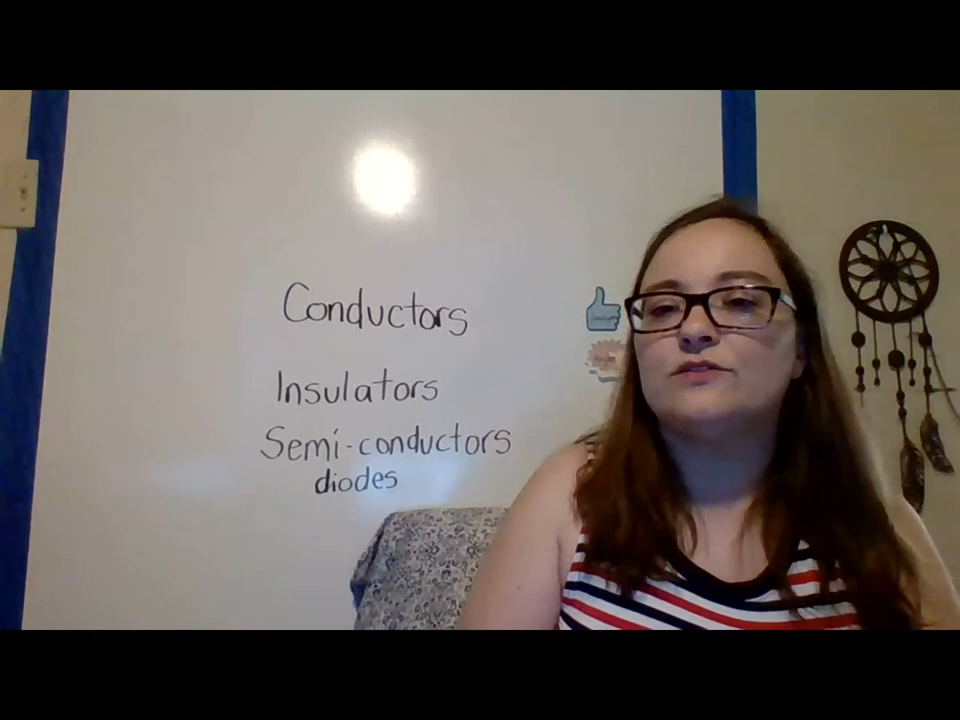 Conductors
Insulators
Semi-conductors
diodes